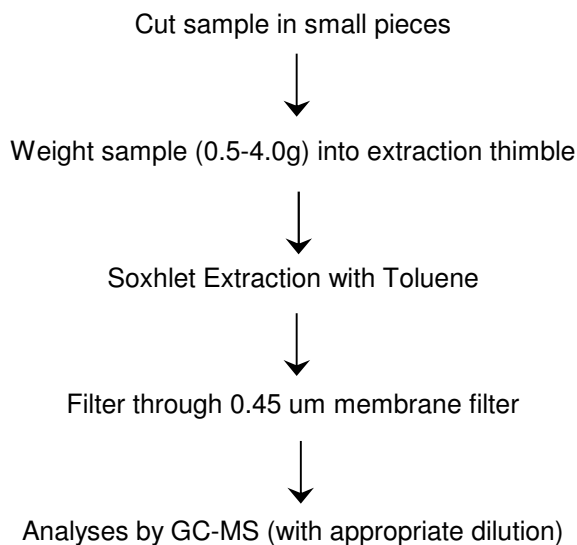 Cut sample in small pieces
Weight sample (0.5-4.0g) into extraction thimble
Soxhlet Extraction with Toluene
Filter through 0.45 um membrane filter
Analyses by GC-MS (with appropriate dilution)